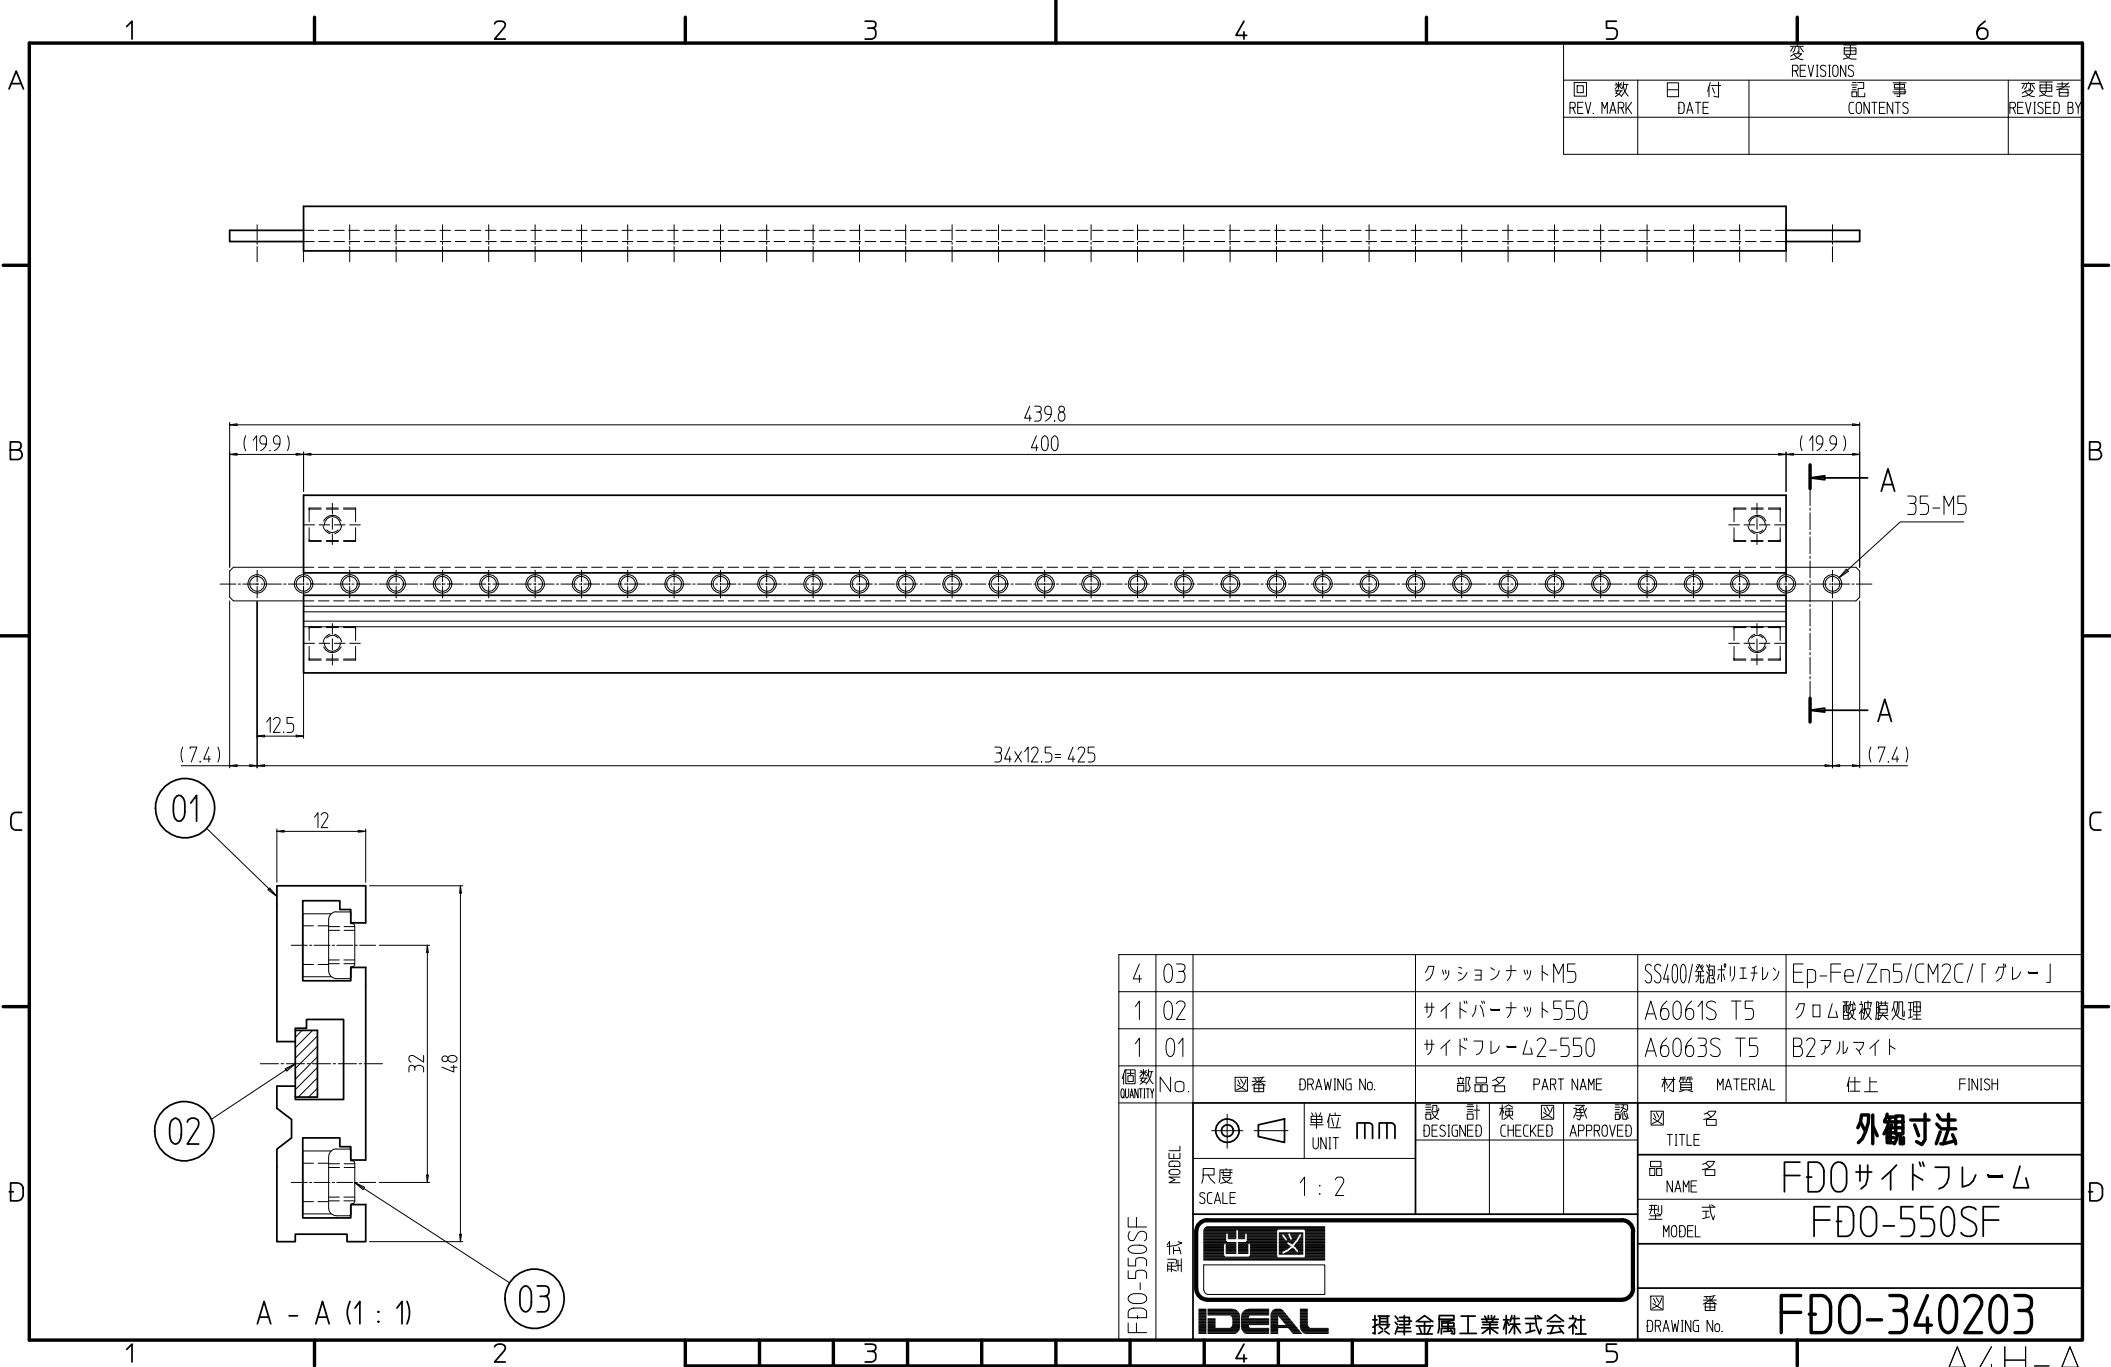 1 2 3 4 5 6
変 更
REVISIONS
回 数 日 付 記 事 変更者
REV. MARK DATE CONTENTS REVISED BY
A A
439.8
(19.9) 400 (19.9)
B B
A
35-M5
A
12.5
(7.4) 34x12.5=425 (7.4)
01
C C
12
32
48
02
03
A - A (1 : 1)
D D
4 03 クッションナットM5 SS400/発泡ポリエチレン Ep-Fe/Zn5/CM2C/「グレー」
1 02 サイドバーナット550 A6061S T5 クロム酸被膜処理
1 01 サイドフレーム2-550 A6063S T5 B2アルマイト
個数 No. 図番 DRAWING No. 部品名 PART NAME 材質 MATERIAL 仕上 FINISH
QUANTITY
FDO-550SF
MODEL
型式
単位 mm
UNIT
設 計 検 図 承 認
DESIGNED CHECKED APPROVED
尺度 1 : 2
SCALE
出 図
IDEAL 摂津金属工業株式会社
図 名 外観寸法
TITLE
品 名 FDOサイドフレーム
NAME
型 式 FDO-550SF
MODEL
図 番 FDO-340203
DRAWING No.
1 2 3 4 5
A4H-A